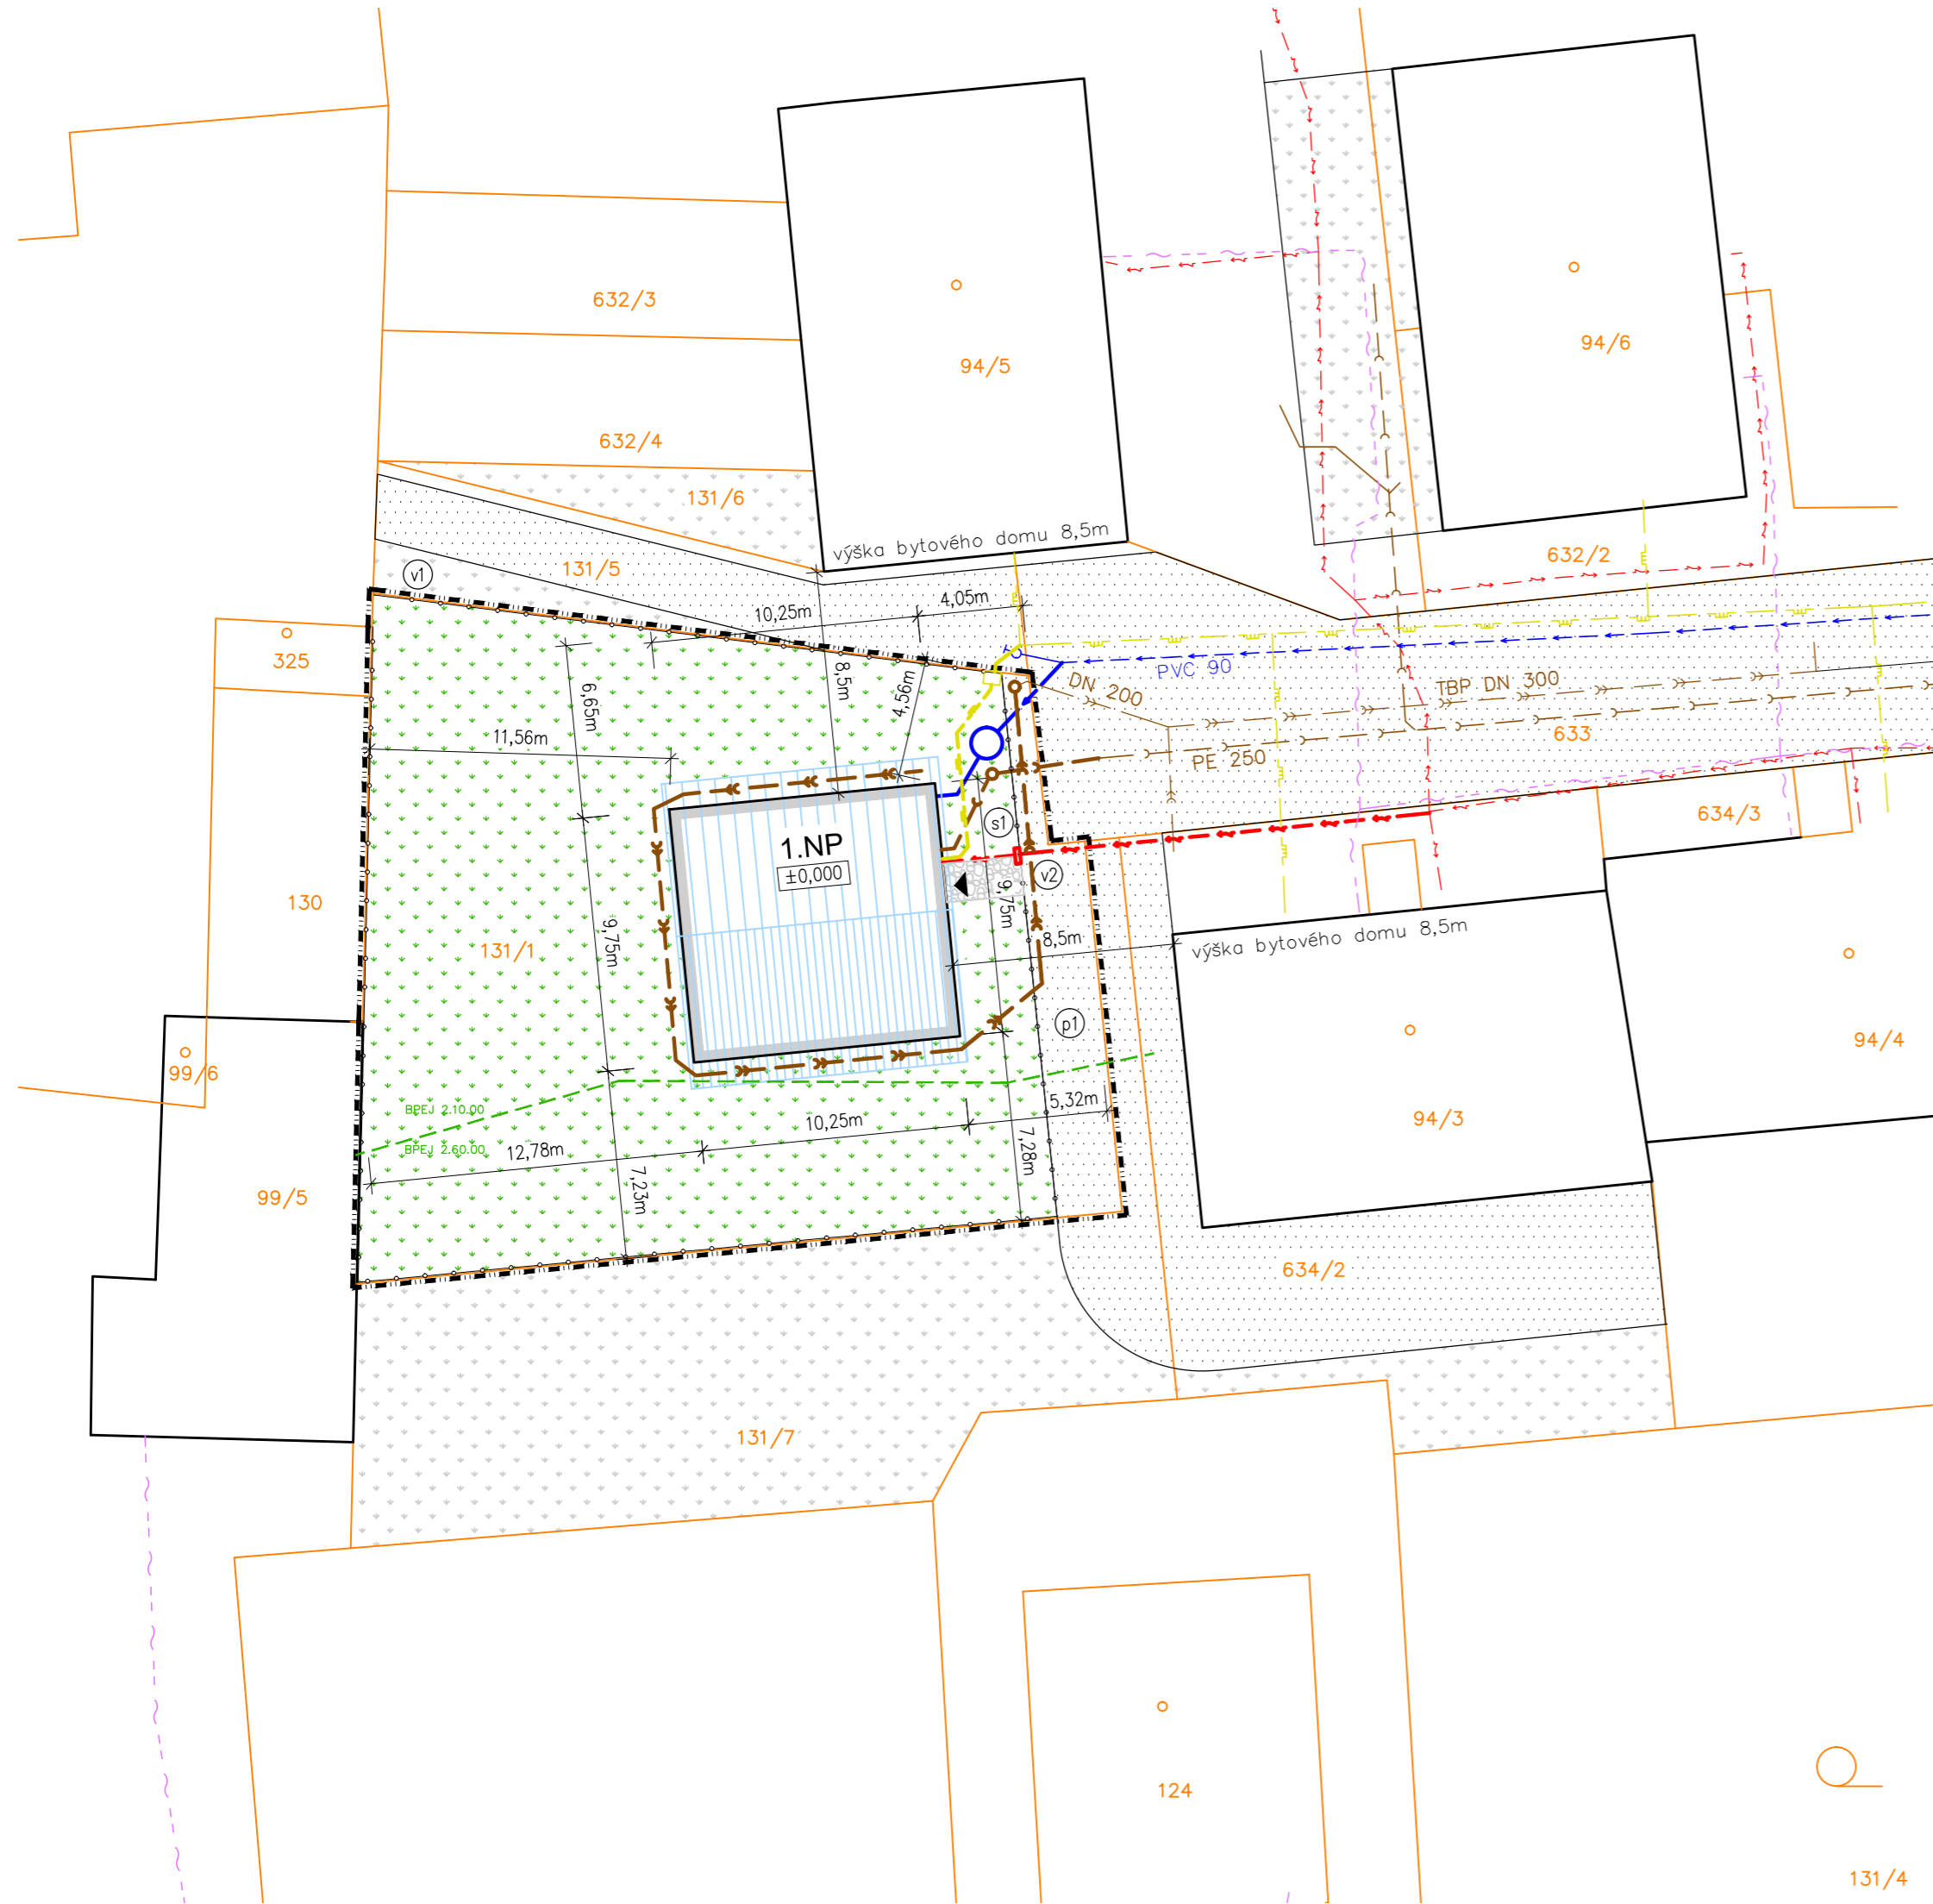 632/3
94/6
94/5
632/4
131/6
výška bytového domu 8,5m
632/2
131/5
v1
4,05m
10,25m
325
8,5m
PVC 90
6,65m
4,56m
DN 200
TBP DN 300
11,56m
633
PE 250
634/3
s1
1.NP
±0,000
v2
130
9,75m
výška bytového domu 8,5m
8,5m
131/1
9,75m
p1
94/4
99/6
5,32m
BPEJ 2.10.00
10,25m
94/3
BPEJ 2.60.00
12,78m
7,28m
7,23m
99/5
634/2
131/7
124
131/4